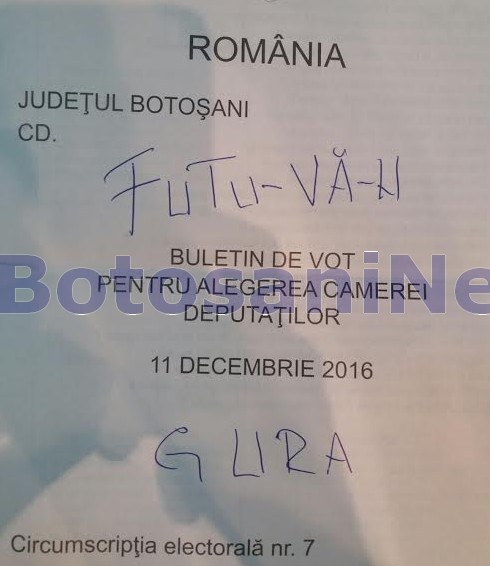 ROMÂNIA
JUDEŢUL BOTOŞANI
CD.
FUTU-VĂ-N
BULETIN DE VOT
BotosaniNe
PENTRU ALEGEREA CAMEREI
DEPUTAŢILOR
11 DECEMBRIE 2016
GURA
Circumscripţia electorală nr. 7